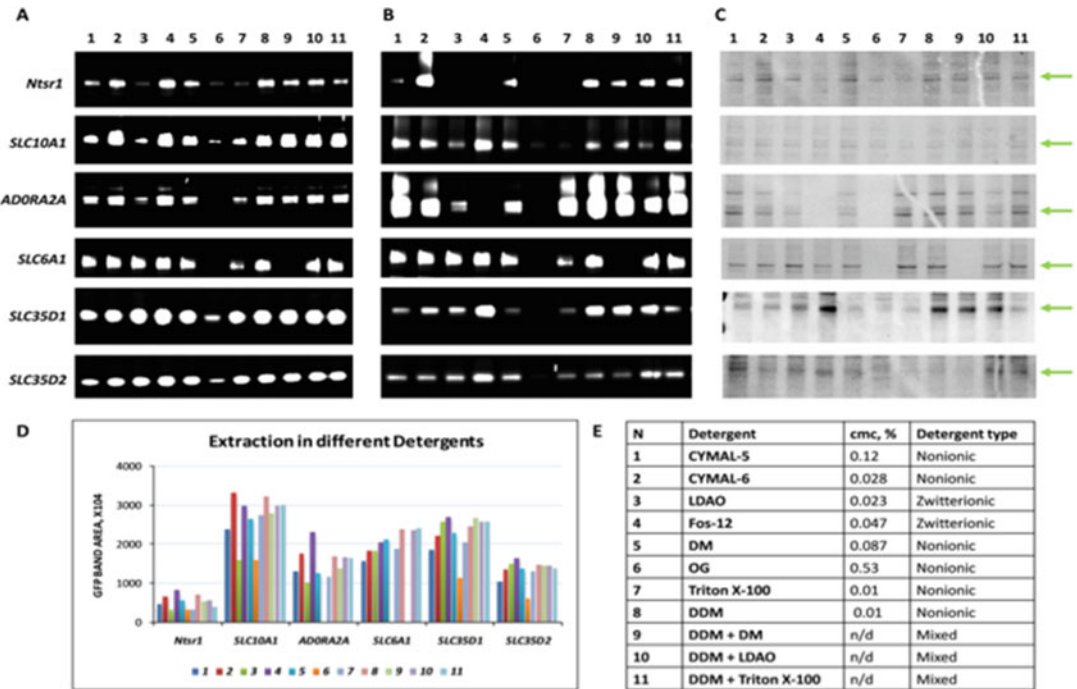 A
B
C
1 2 3 4 5 6 7 8 9 10 11
1 2 3 4 5 6 7 8 9 10 11
1 2 3 4 5 6 7 8 9 10 11
Ntsr1
SLC10A1
ADORA2A
SLC6A1
SLC35D1
SLC35D2
D
Extraction in different Detergents
GFP BAND AREA, X104
4000
3000
2000
1000
0
Ntsr1 SLC10A1 ADORA2A SLC6A1 SLC35D1 SLC35D2
1 2 3 4 5 6 7 8 9 10 11
E
N Detergent cmc, % Detergent type
1 CYMAL-5 0.12 Nonionic
2 CYMAL-6 0.028 Nonionic
3 LDAO 0.023 Zwitterionic
4 Fos-12 0.047 Zwitterionic
5 DM 0.087 Nonionic
6 OG 0.53 Nonionic
7 Triton X-100 0.01 Nonionic
8 DDM 0.01 Nonionic
9 DDM + DM n/d Mixed
10 DDM + LDAO n/d Mixed
11 DDM + Triton X-100 n/d Mixed